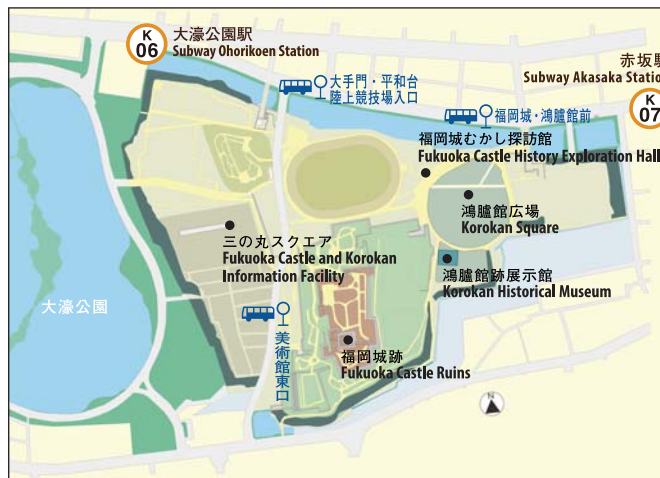 K
06
大濠公園駅
Subway Ohorikoen Station
赤坂駅
Subway Akasaka Statio
K
07
大手門・平和台
陸上競技場入口
福岡城・鴻臚館前
福岡城むかし探訪館
Fukuoka Castle History Exploration Hall
鴻臚館広場
Korokan Square
三の丸スクエア
Fukuoka Castle and Korokan
Information Facility
鴻臚館跡展示館
Korokan Historical Museum
大濠公園
美術館東口
福岡城跡
Fukuoka Castle Ruins
N